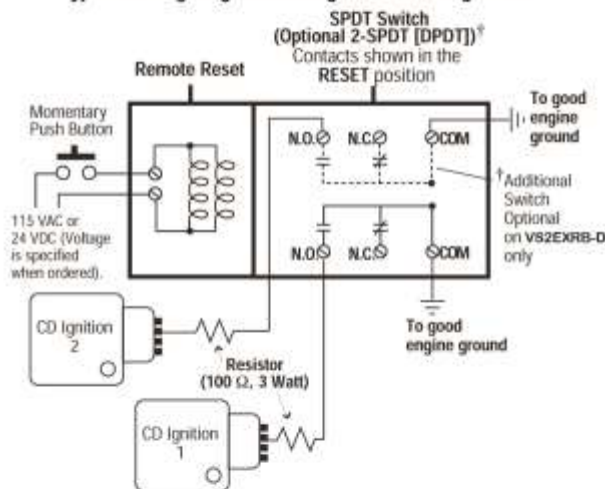 SPDT Switch
(Optional 2-SPDT [DPDT])†
Contacts shown in the
RESET position
Remote Reset
Momentary
Push Button
To good
engine
ground
N.O.
N.C.
COM
†Additional
Switch
Optional
on VS2EXRB-D
only
115 VAC or
24 VDC (Voltage
is specified
when ordered).
N.O.
N.C.
COM
To good
engine ground
CD Ignition
2
Resistor
(100 Ω, 3 Watt)
CD Ignition
1